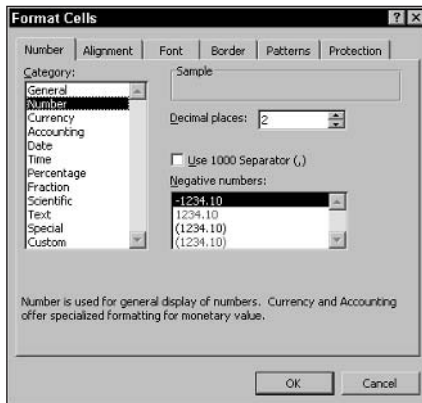 Format Cells
Number Alignment Font Border Patterns Protection
Category:
General
Number
Currency
Accounting
Date
Time
Percentage
Fraction
Scientific
Text
Special
Custom
Sample
Decimal places: 2
Use 1000 Separator (,)
Negative numbers:
-1234.10
1234.10
(1234.10)
(1234.10)
Number is used for general display of numbers. Currency and Accounting
offer specialized formatting for monetary value.
OK Cancel